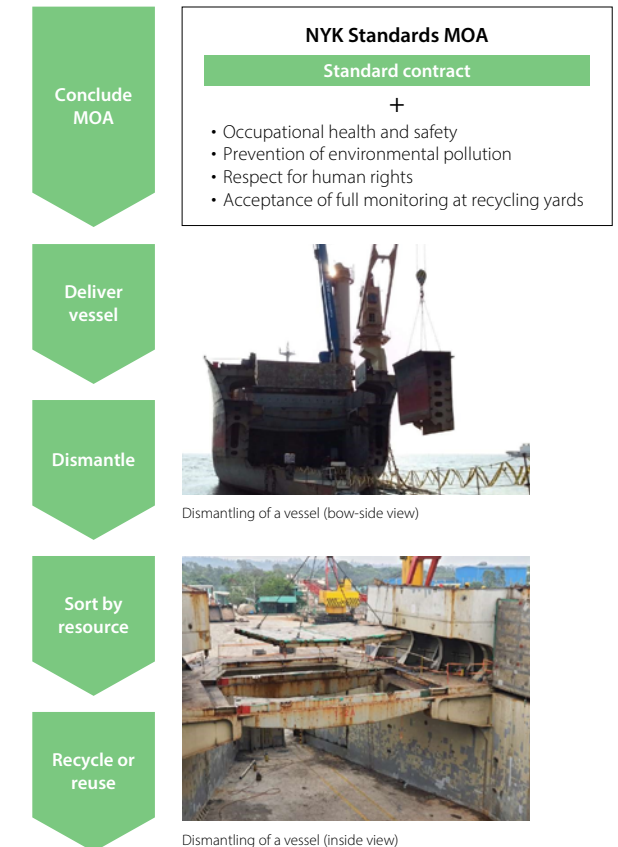 Conclude
MOA
NYK Standards MOA
Standard contract
+
• Occupational health and safety
• Prevention of environmental pollution
• Respect for human rights
• Acceptance of full monitoring at recycling yards
Deliver
vessel
Dismantle
Dismantling of a vessel (bow-side view)
Sort by
resource
Recycle or
reuse
Dismantling of a vessel (inside view)